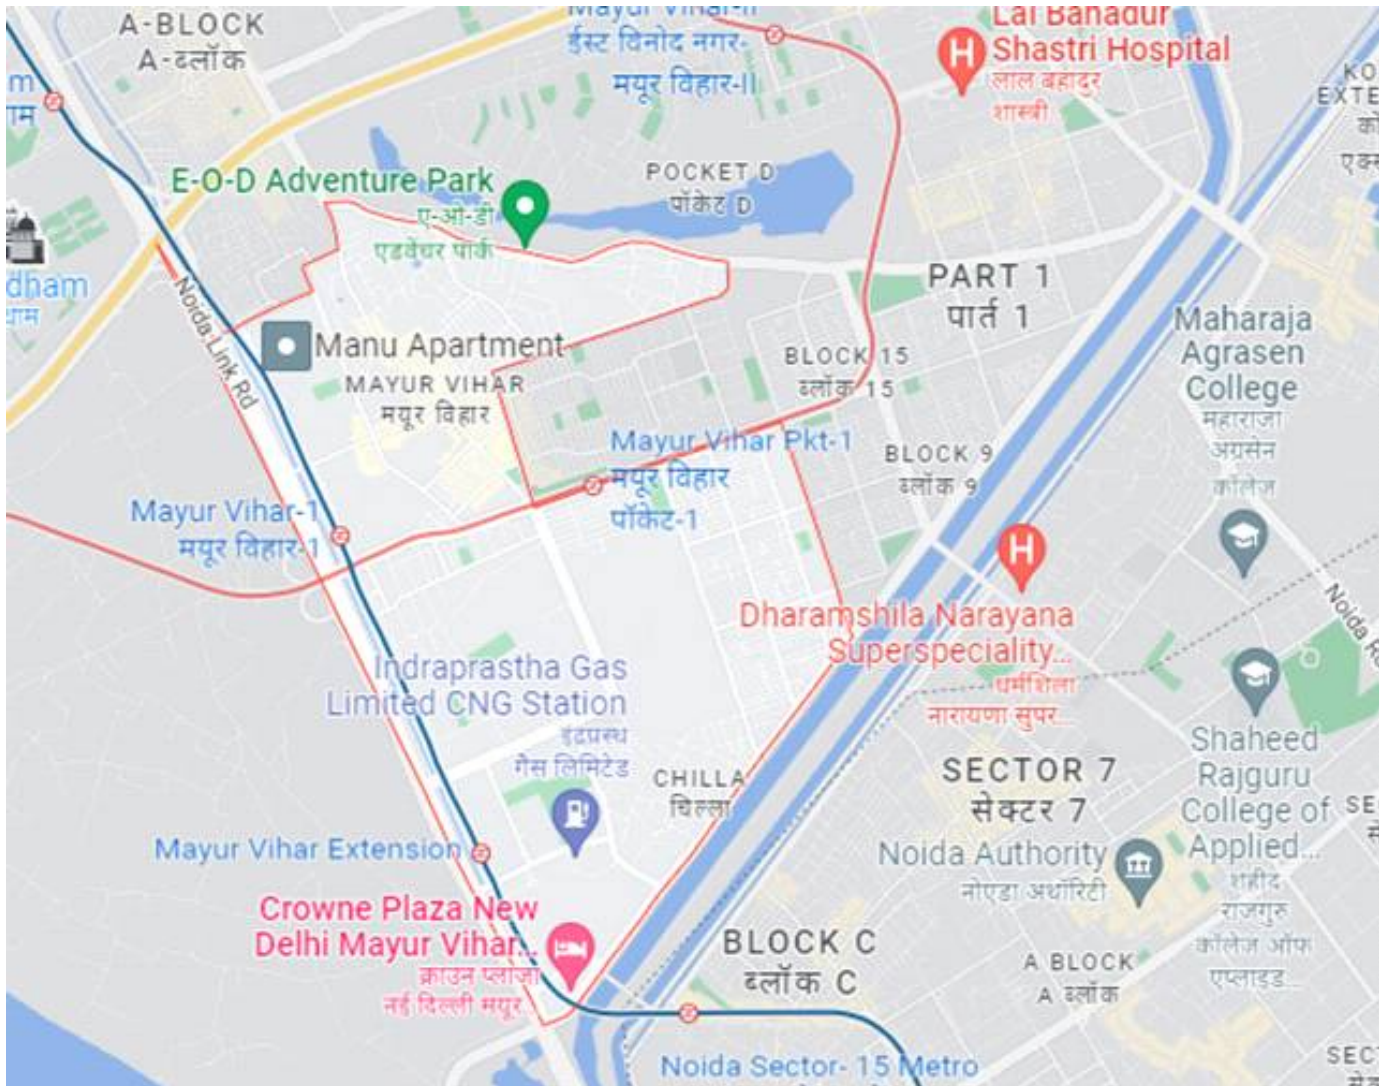 A-BLOCK
A-ब्लॉक
Mayur Vihar-II
ईस्ट विनोद नगर-
मयूर विहार-II
Lal Bahadur
Shastri Hospital
लाल बहादुर
शास्त्री
E-O-D Adventure Park
ए-ओ-डी
एडवेंचर पार्क
POCKET D
पॉकेट D
PART 1
पार्त 1
dham
धाम
Noida Link Rd
Manu Apartment
MAYUR VIHAR
मयूर विहार
BLOCK 15
ब्लॉक 15
Maharaja
Agrasen
College
महाराजा
अग्रसेन
कॉलेज
Mayur Vihar Pkt-1
मयूर विहार
पॉकेट-1
BLOCK 9
ब्लॉक 9
Mayur Vihar-1
मयूर विहार-1
Dharamshila Narayana
Superspeciality...
धर्मशिला
नारायणा सुपर...
Indraprastha Gas
Limited CNG Station
इंद्रप्रस्थ
गैस लिमिटेड
CHILLA
चिल्ला
SECTOR 7
सेक्टर 7
Shaheed
Rajguru
College of
Applied...
शहीद
राजगुरु
कॉलेज ऑफ
एप्लाइड...
Mayur Vihar Extension
Noida Authority
नोएडा अथॉरिटी
Crowne Plaza New
Delhi Mayur Vihar...
क्राउन प्लाज़ा
नई दिल्ली मयूर...
BLOCK C
ब्लॉक C
A BLOCK
A ब्लॉक
Noida Sector- 15 Metro